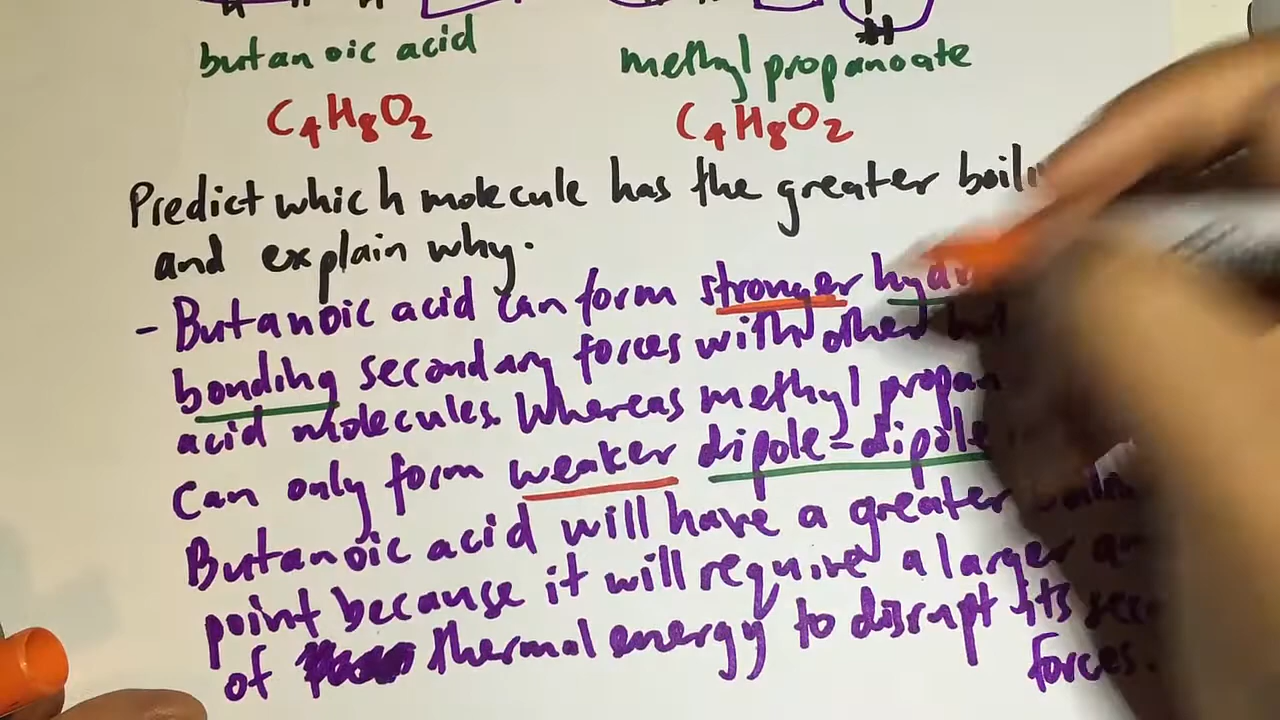 butanoic acid methyl propanoate
C4H8O2 C4H8O2
Predict which molecule has the greater
and explain why.
- Butanoic acid can form stronger
bonding secondary forces with other
acid molecules. Whereas methyl
can only form weaker dipole-dipole
Butanoic acid will have a greater
point because it will require a larger
of thermal energy to disrupt its
forces.